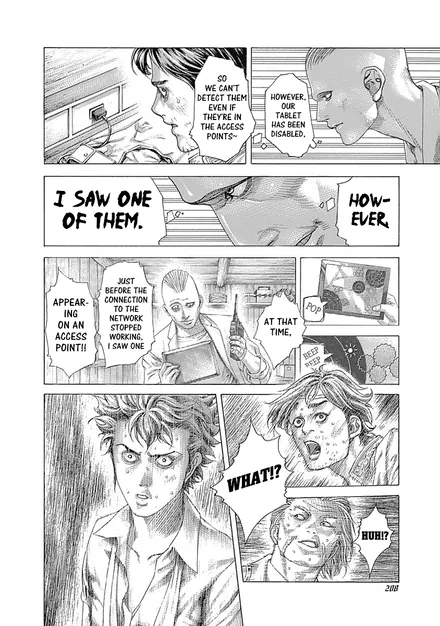 HOWEVER,
OUR
TABLET
HAS BEEN
DISABLED,
SO
WE CAN'T
DETECT THEM
EVEN IF
THEY'RE IN
THE ACCESS
POINTS~
HOW-
EVER,
I SAW ONE
OF THEM.
POP
BEEP
BEEP
AT THAT
TIME,
JUST
BEFORE THE
CONNECTION
TO THE
NETWORK
STOPPED
WORKING,
I SAW ONE
APPEAR-
ING
ON AN
ACCESS
POINT!!
WHAT!?
HUH!?
200